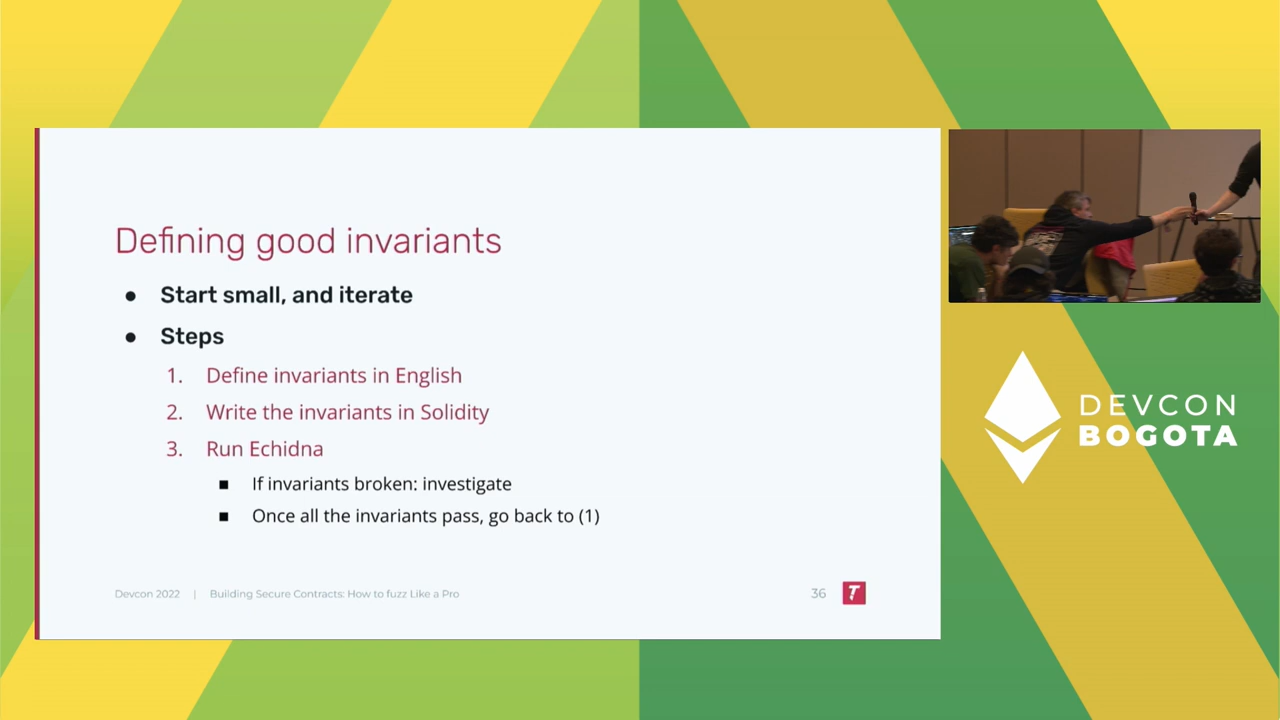 Defining good invariants
● Start small, and iterate
● Steps
1. Define invariants in English
2. Write the invariants in Solidity
3. Run Echidna
■ If invariants broken: investigate
■ Once all the invariants pass, go back to (1)
Devcon 2022 | Building Secure Contracts: How to fuzz Like a Pro 36
DEVCON
BOGOTA